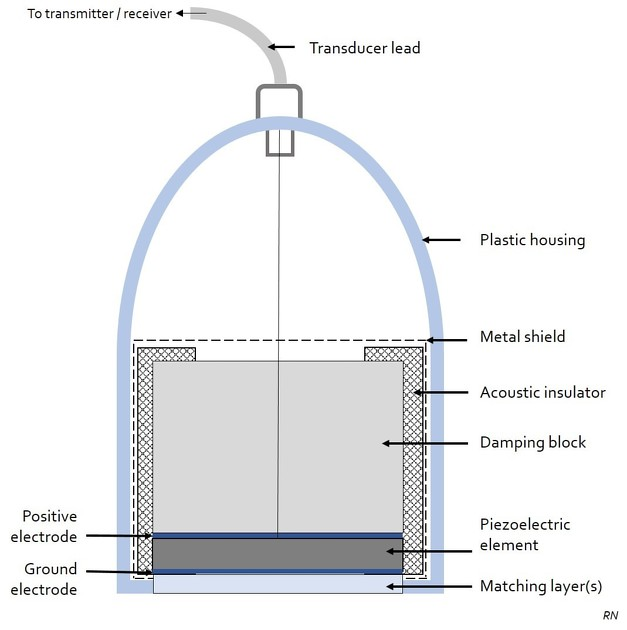 To transmitter / receiver
Transducer lead
Plastic housing
Metal shield
Acoustic insulator
Damping block
Positive
electrode
Piezoelectric
element
Ground
electrode
Matching layer(s)
RN